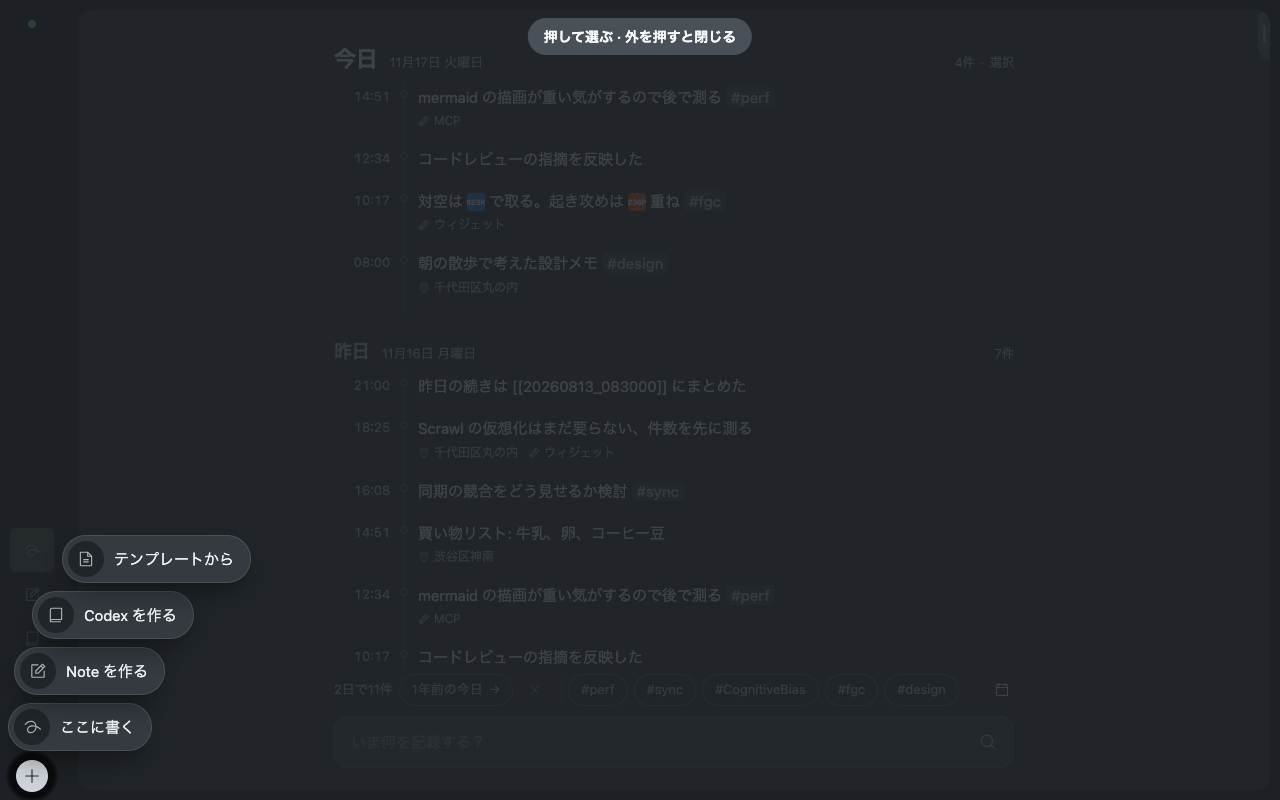 押して選ぶ · 外を押すと閉じる
今日 11月17日 火曜日 4件 · 選択
14:51 mermaid の描画が重い気がするので後で測る #perf
MCP
12:34 コードレビューの指摘を反映した
10:17 対空は 623K で取る。起き攻めは 236P 重ね #fgc
ウィジェット
08:00 朝の散歩で考えた設計メモ #design
千代田区丸の内
昨日 11月16日 月曜日 7件
21:00 昨日の続きは [[20260813_083000]] にまとめた
18:25 Scrawl の仮想化はまだ要らない、件数を先に測る
千代田区丸の内 ウィジェット
16:08 同期の競合をどう見せるか検討 #sync
14:51 買い物リスト: 牛乳、卵、コーヒー豆
渋谷区神南
12:34 mermaid の描画が重い気がするので後で測る #perf
MCP
10:17 コードレビューの指摘を反映した
2日で11件 1年前の今日 → × #perf #sync #CognitiveBias #fgc #design
いま何を記録する？
テンプレートから
Codex を作る
Note を作る
ここに書く